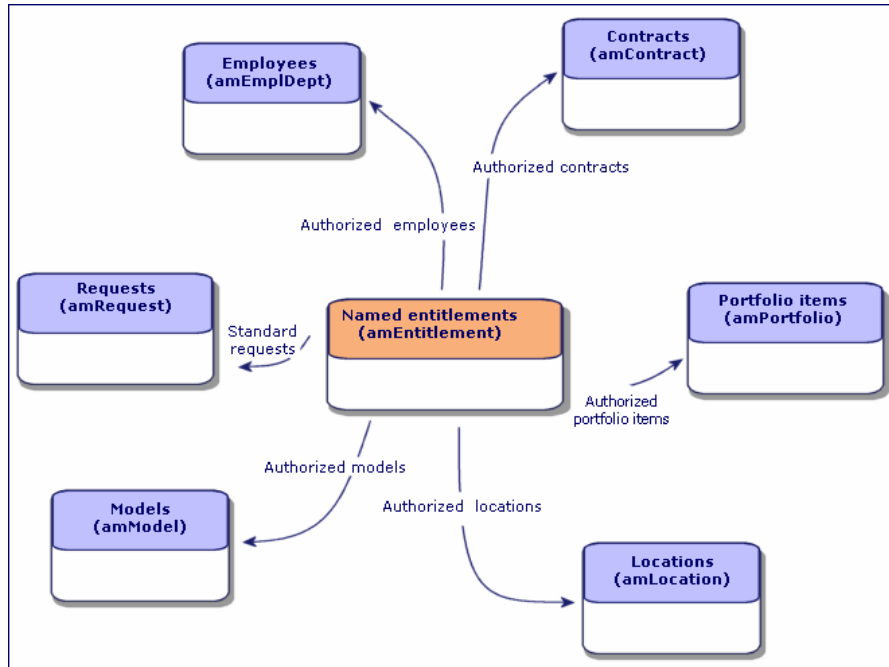 Contracts
(amContract)
Employees
(amEmplDept)
Authorized contracts
Authorized employees
Requests
(amRequest)
Portfolio items
(amPortfolio)
Named entitlements
(amEntitlement)
Standard
requests
Authorized
portfolio items
Authorized models
Authorized locations
Models
(amModel)
Locations
(amLocation)